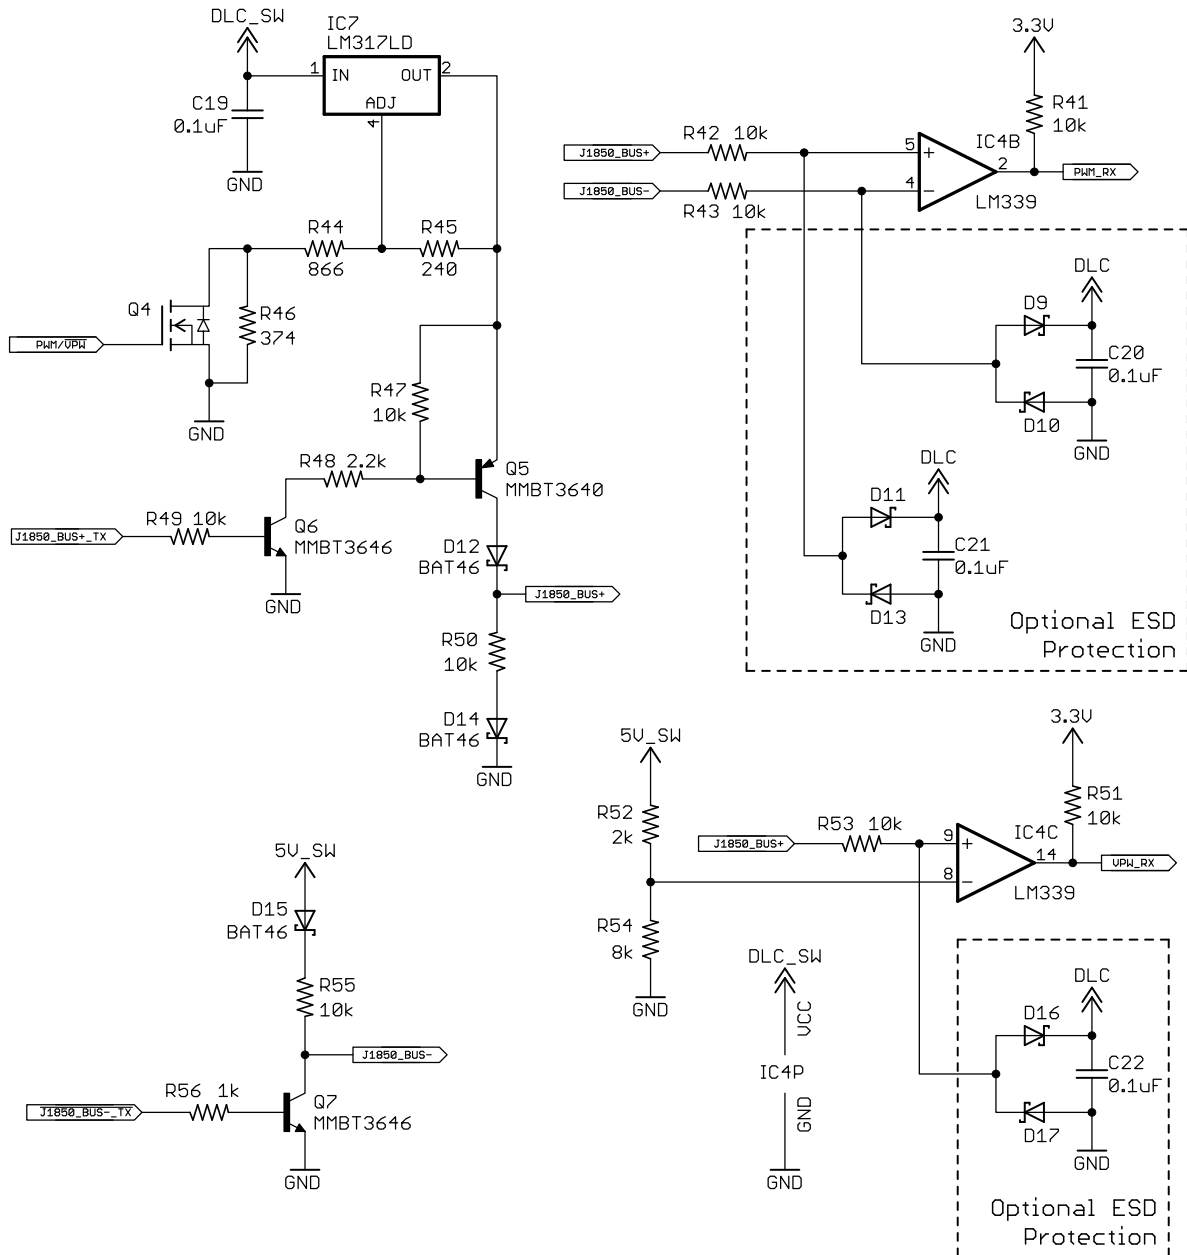 DLC_SW
IC7
LM317LD
1 IN OUT 2
ADJ
4
C19
0.1uF
GND
R44
866
R45
240
Q4
R46
374
PWM/VPW
GND
R47
10k
R48 2.2k
Q5
MMBT3640
J1850_BUS+_TX
R49 10k
Q6
MMBT3646
GND
D12
BAT46
J1850_BUS+
R50
10k
D14
BAT46
GND
3.3V
R41
10k
J1850_BUS+
R42 10k
5
+
IC4B
2
PWM_RX
J1850_BUS-
R43 10k
4
-
LM339
DLC
D9
C20
0.1uF
D10
GND
DLC
D11
C21
0.1uF
D13
GND
Optional ESD
Protection
5V_SW
D15
BAT46
R55
10k
J1850_BUS-
J1850_BUS-_TX
R56 1k
Q7
MMBT3646
GND
5V_SW
R52
2k
R54
8k
GND
3.3V
R51
10k
J1850_BUS+
R53 10k
9
+
IC4C
14
VPW_RX
8
-
LM339
DLC_SW
VCC
IC4P
GND
GND
DLC
D16
C22
0.1uF
D17
GND
Optional ESD
Protection